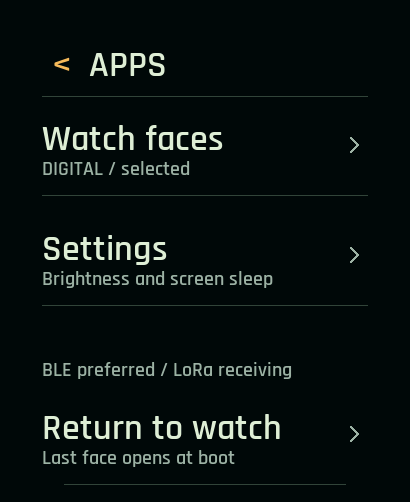 < APPS
Watch faces
DIGITAL / selected
Settings
Brightness and screen sleep
BLE preferred / LoRa receiving
Return to watch
Last face opens at boot